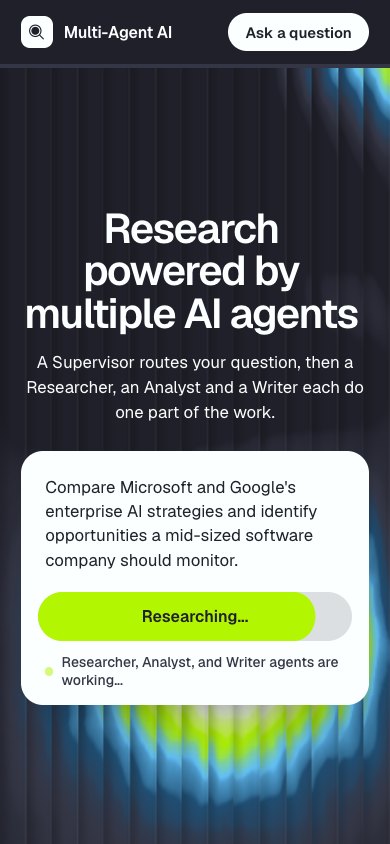 Multi-Agent AI
Ask a question
Research
powered by
multiple AI agents
A Supervisor routes your question, then a
Researcher, an Analyst and a Writer each do
one part of the work.
Compare Microsoft and Google's
enterprise AI strategies and identify
opportunities a mid-sized software
company should monitor.
Researching...
Researcher, Analyst, and Writer agents are
working...